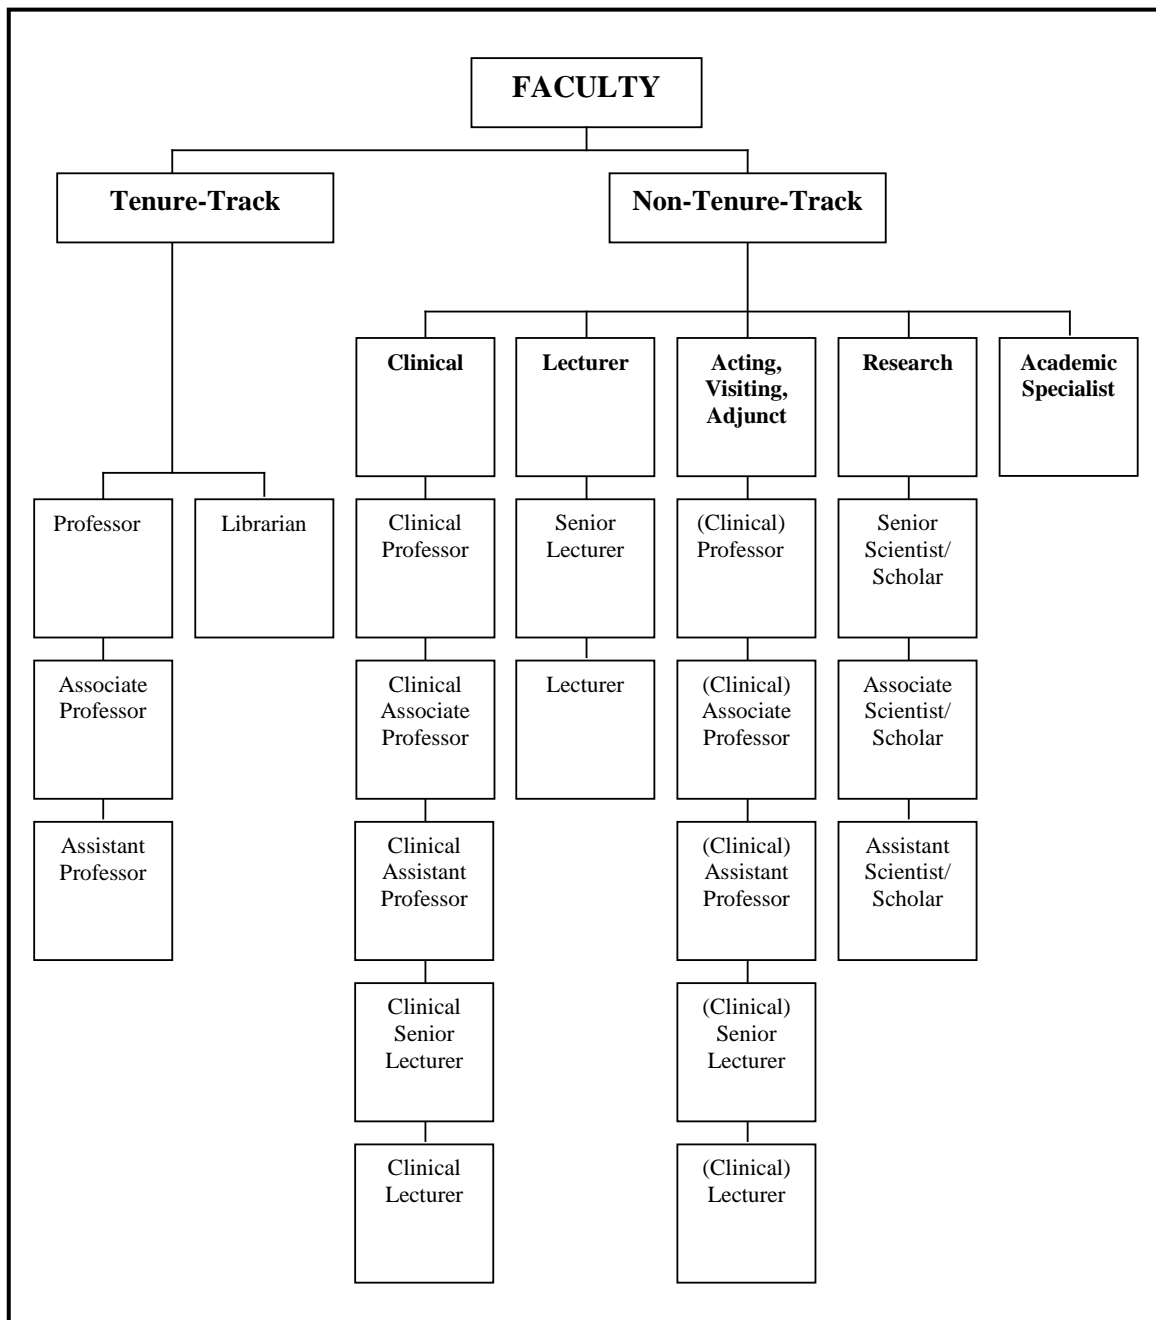 FACULTY
Tenure-Track
Non-Tenure-Track
Clinical
Lecturer
Acting,
Visiting,
Adjunct
Research
Academic
Specialist
Professor
Librarian
Clinical
Professor
Senior
Lecturer
(Clinical)
Professor
Senior
Scientist/
Scholar
Associate
Professor
Clinical
Associate
Professor
Lecturer
(Clinical)
Associate
Professor
Associate
Scientist/
Scholar
Assistant
Professor
Clinical
Assistant
Professor
(Clinical)
Assistant
Professor
Assistant
Scientist/
Scholar
Clinical
Senior
Lecturer
(Clinical)
Senior
Lecturer
Clinical
Lecturer
(Clinical)
Lecturer